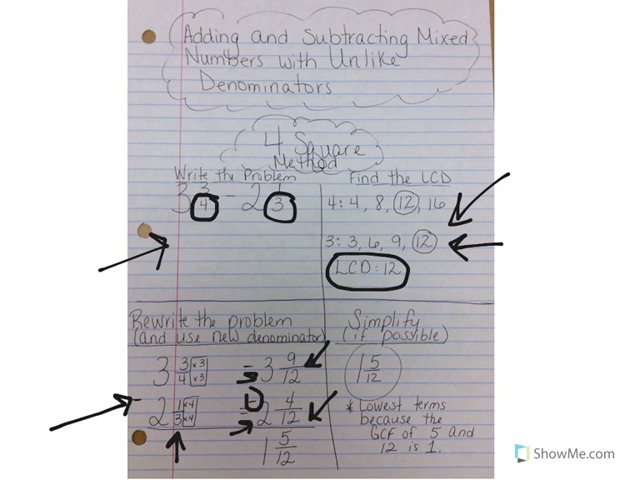 Adding and Subtracting Mixed
Numbers with Unlike
Denominators
4 Square
Method
Write the Problem
3 3/4 - 2 1/3
Find the LCD
4: 4, 8, 12, 16
3: 3, 6, 9, 12
LCD: 12
Rewrite the problem
(and use new denominator)
3 3/4 ×3/×3 = 3 9/12
- 2 1/3 ×4/×4 = 2 4/12
1 5/12
Simplify
(if possible)
1 5/12
* Lowest terms
because the
GCF of 5 and
12 is 1.
ShowMe.com